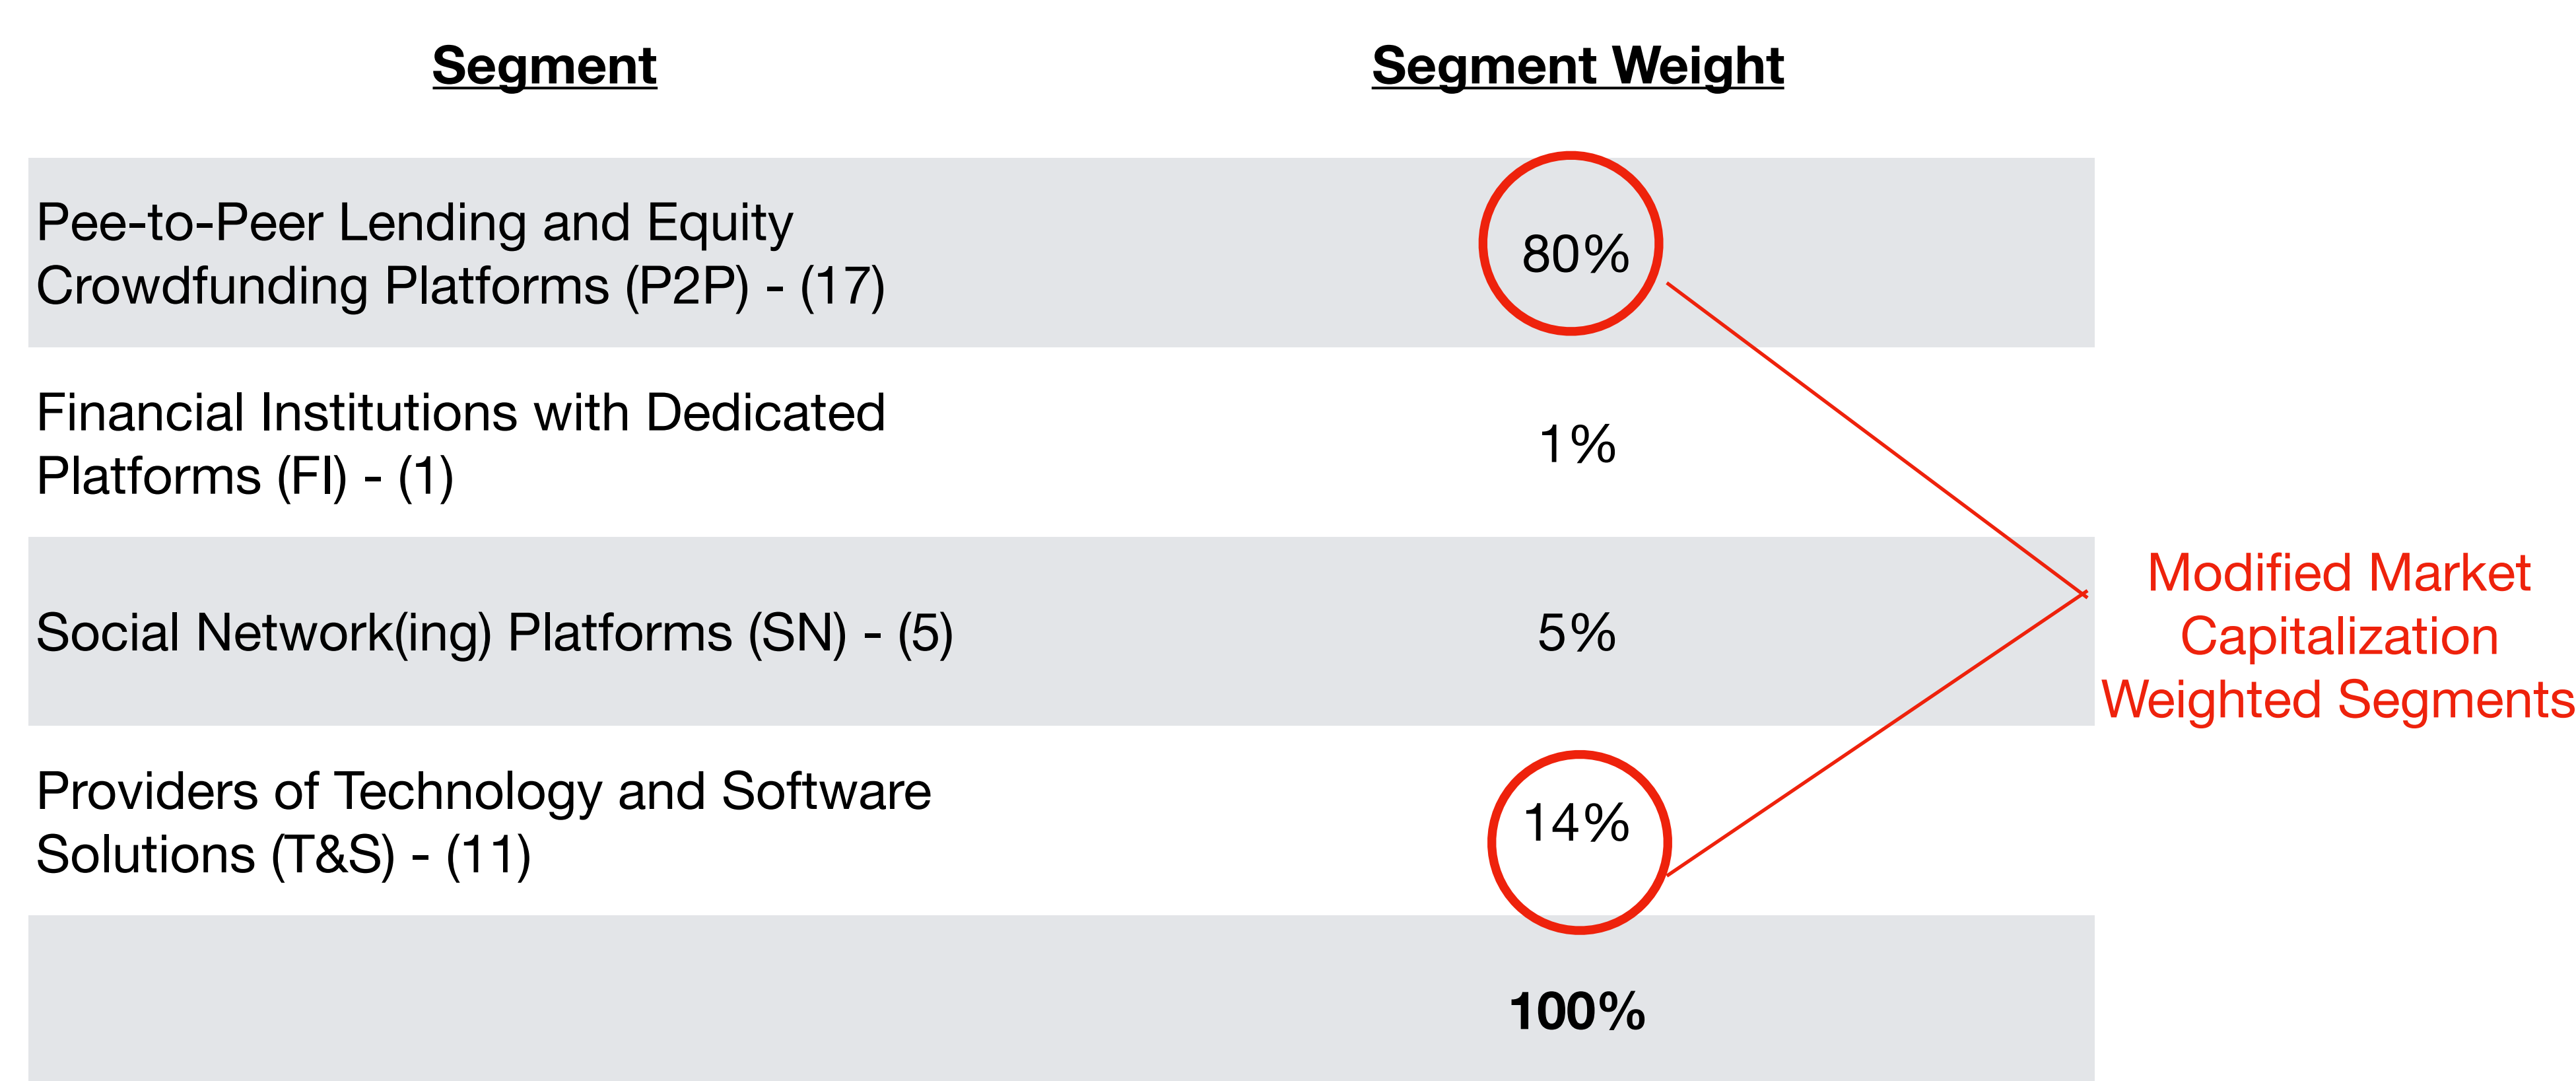 Segment Segment Weight
Pee-to-Peer Lending and Equity
Crowdfunding Platforms (P2P) - (17)
80%
Financial Institutions with Dedicated
Platforms (FI) - (1)
1%
Social Network(ing) Platforms (SN) - (5)
5%
Providers of Technology and Software
Solutions (T&S) - (11)
14%
100%
Modified Market
Capitalization
Weighted Segments